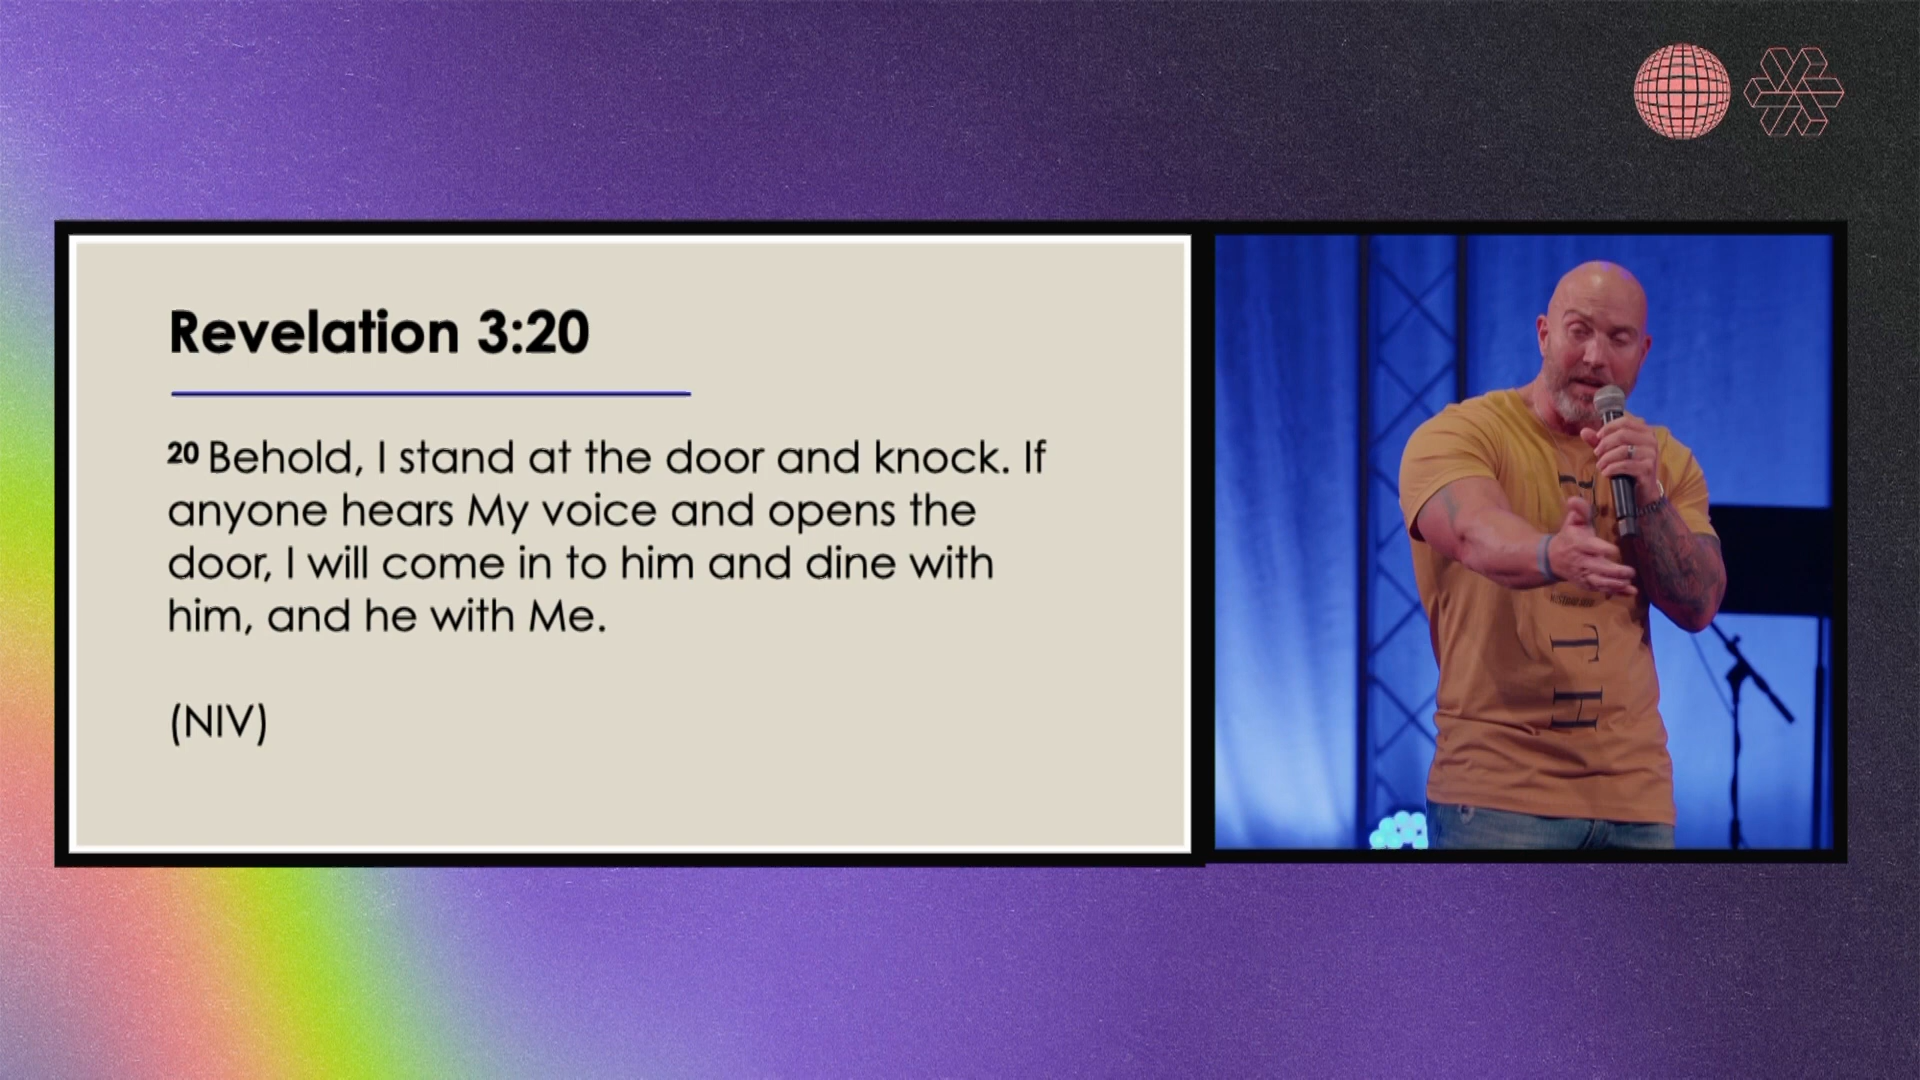 Revelation 3:20
20 Behold, I stand at the door and knock. If
anyone hears My voice and opens the
door, I will come in to him and dine with
him, and he with Me.
(NIV)
T H